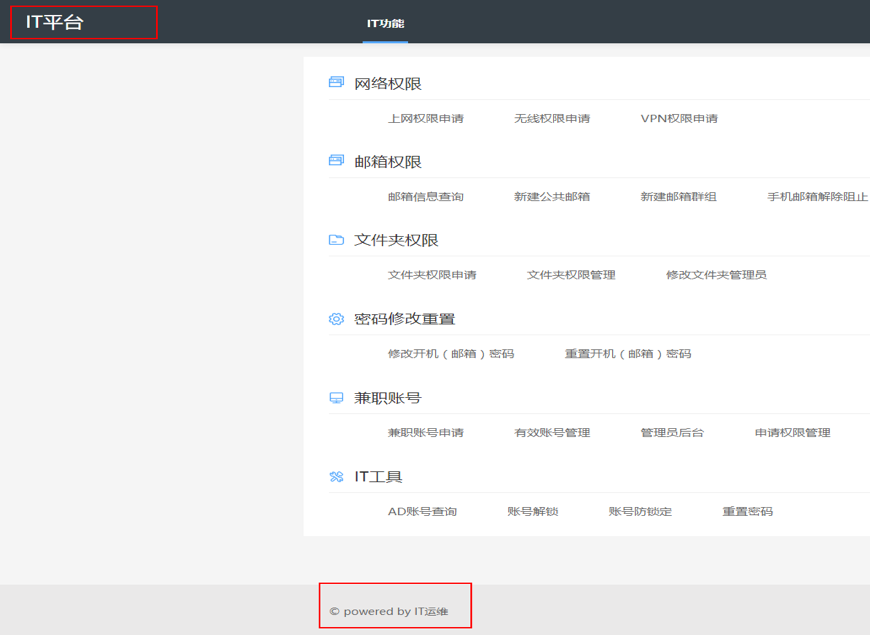 IT平台
IT功能
网络权限
上网权限申请 无线权限申请 VPN权限申请
邮箱权限
邮箱信息查询 新建公共邮箱 新建邮箱群组 手机邮箱解除阻止
文件夹权限
文件夹权限申请 文件夹权限管理 修改文件夹管理员
密码修改重置
修改开机（邮箱）密码 重置开机（邮箱）密码
兼职账号
兼职账号申请 有效账号管理 管理员后台 申请权限管理
IT工具
AD账号查询 账号解锁 账号防锁定 重置密码
© powered by IT运维